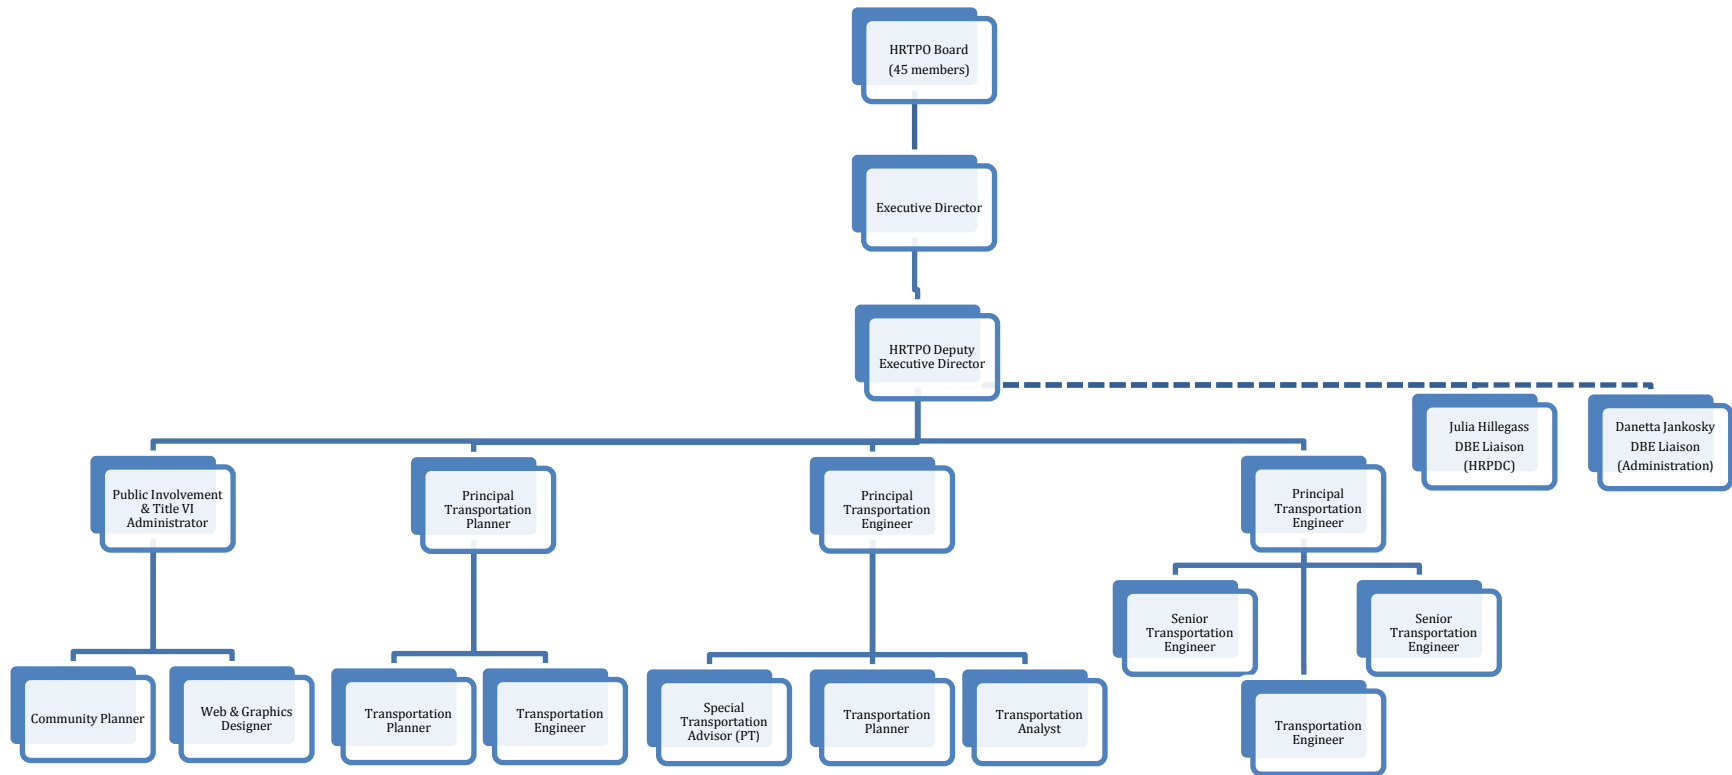 HRTPO Board
(45 members)
Executive Director
HRTPO Deputy
Executive Director
Julia Hillegass
DBE Liaison
(HRPDC)
Danetta Jankosky
DBE Liaison
(Administration)
Public Involvement
& Title VI
Administrator
Principal
Transportation
Planner
Principal
Transportation
Engineer
Principal
Transportation
Engineer
Senior
Transportation
Engineer
Senior
Transportation
Engineer
Community Planner
Web & Graphics
Designer
Transportation
Planner
Transportation
Engineer
Special
Transportation
Advisor (PT)
Transportation
Planner
Transportation
Analyst
Transportation
Engineer